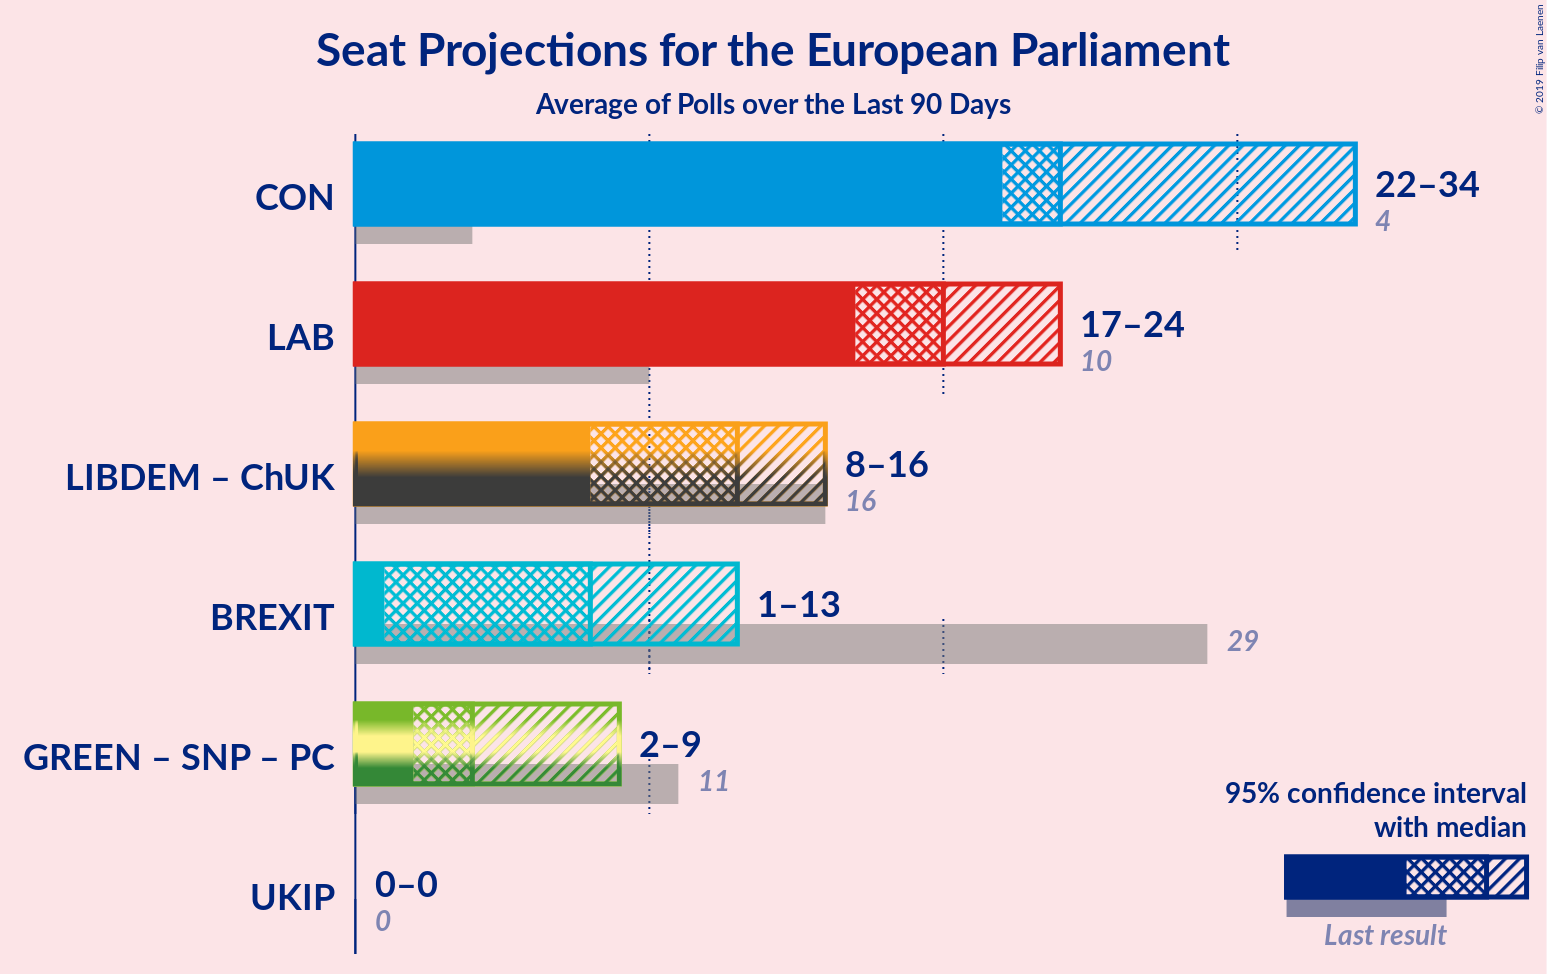 Seat Projections for the European Parliament
Average of Polls over the Last 90 Days
© 2019 Filip van Laenen
CON
22–34
4
LAB
17–24
10
LIBDEM – ChUK
8–16
16
BREXIT
1–13
29
GREEN – SNP – PC
2–9
11
UKIP
0–0
0
95% confidence interval
with median
Last result